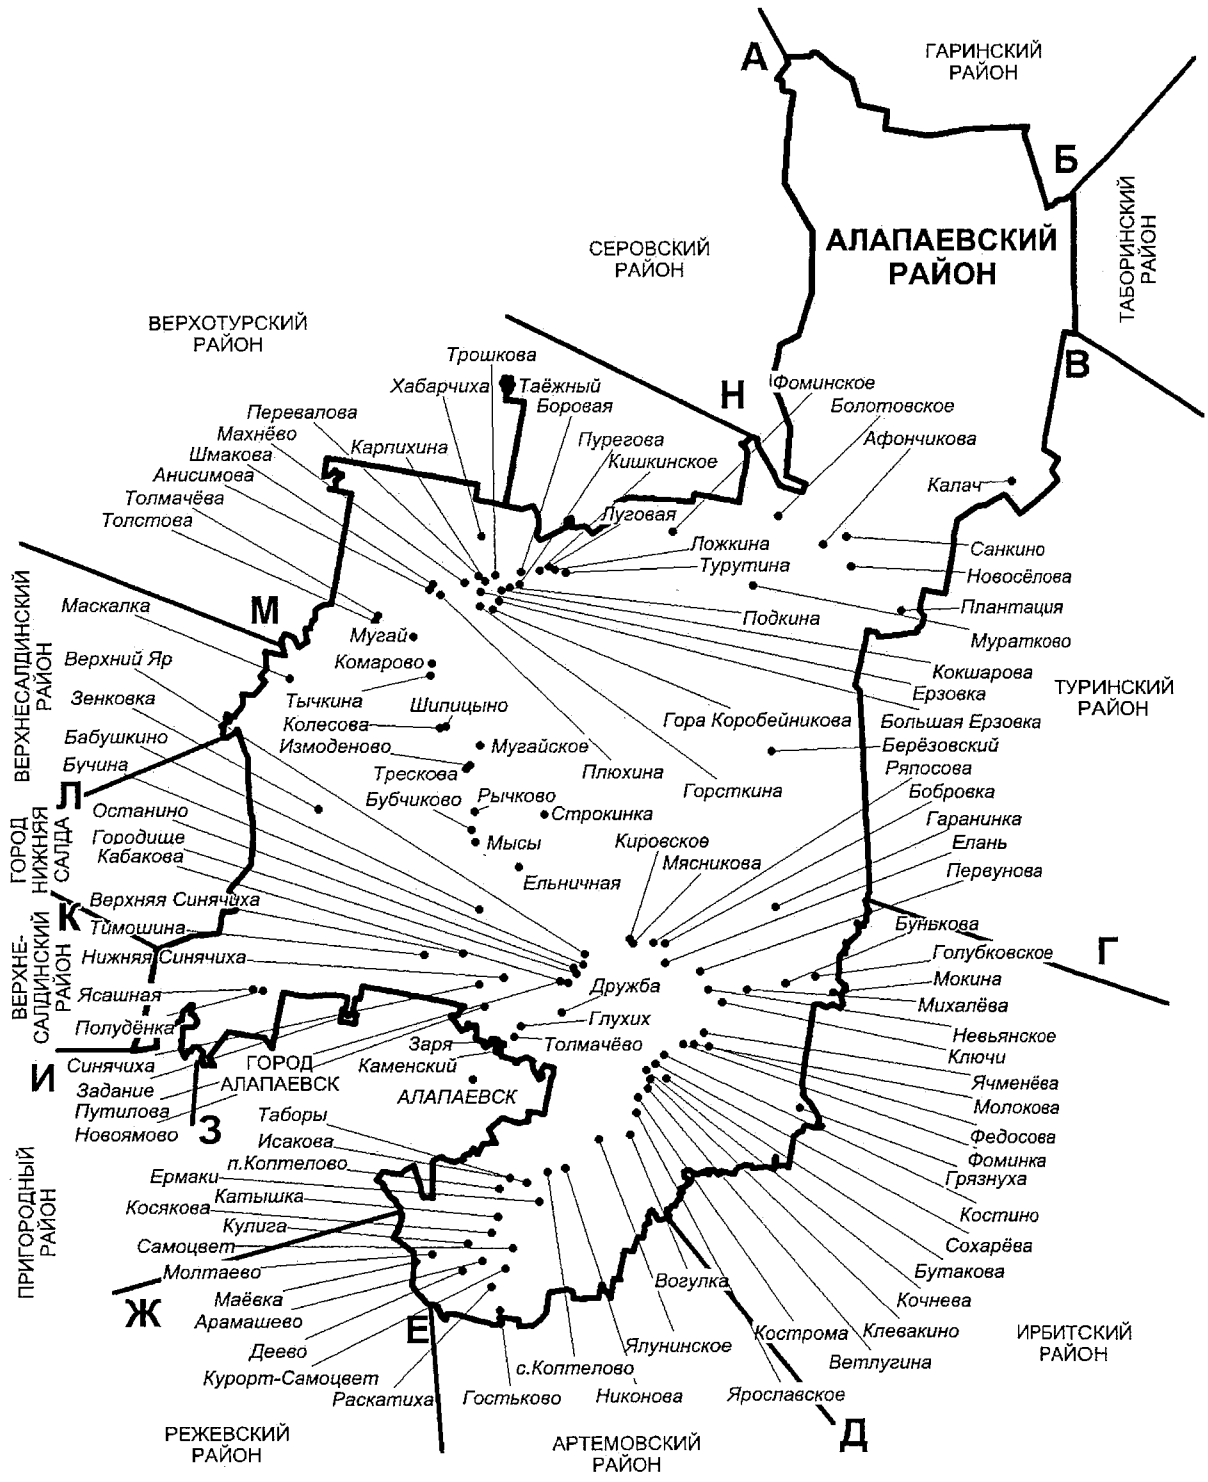 А
ГАРИНСКИЙ
РАЙОН
Б
АЛАПАЕВСКИЙ
РАЙОН
ТАБОРИНСКИЙ
РАЙОН
СЕРОВСКИЙ
РАЙОН
ВЕРХОТУРСКИЙ
РАЙОН
В
Н
Трошкова
Хабарчиха
Таёжный
Боровая
Фоминское
Болотовское
Перевалова
Махнёво
Карпихина
Пурегова
Афончикова
Шмакова
Кишкинское
Анисимова
Калач
Толмачёва
Луговая
Толстова
Ложкина
Санкино
Турутина
Новосёлова
Маскалка
М
Плантация
Подкина
Мугай
Муратково
Верхний Яр
Комарово
Кокшарова
ВЕРХНЕСАЛДИНСКИЙ
РАЙОН
Зенковка
Тычкина
Ерзовка
ТУРИНСКИЙ
РАЙОН
Шипицыно
Колесова
Гора Коробейникова
Большая Ерзовка
Бабушкино
Измоденово
Мугайское
Берёзовский
Бучина
Трескова
Плюхина
Ряпосова
Л
Бубчиково
Рычково
Горсткина
Бобровка
Останино
Строкинка
Гаранинка
ГОРОД
НИЖНЯЯ
САЛДА
Городище
Мысы
Кировское
Елань
Кабакова
Мясникова
Первунова
Ельничная
Верхняя Синячиха
К
Тимошина
Бунькова
Г
Нижняя Синячиха
Голубковское
ВЕРХНЕ-
САЛДИНСКИЙ
РАЙОН
Ясашная
Дружба
Мокина
Михалёва
Полудёнка
Глухих
Невьянское
Заря
Толмачёво
Ключи
И
Синячиха
ГОРОД
АЛАПАЕВСК
Каменский
Задание
АЛАПАЕВСК
Ячменёва
Путилова
Молокова
Новоямово
З
Таборы
Федосова
Исакова
Фоминка
п.Коптелово
Ермаки
Грязнуха
Катышка
Косякова
Костино
Кулига
Самоцвет
Сохарёва
ПРИГОРОДНЫЙ
РАЙОН
Молтаево
Вогулка
Бутакова
Ж
Маёвка
Кочнева
Арамашево
Е
Клевакино
Деево
Ялунинское
Кострома
ИРБИТСКИЙ
РАЙОН
Курорт-Самоцвет
с.Коптелово
Ветлугина
Раскатиха
Гостьково
Никонова
Ярославское
РЕЖЕВСКИЙ
РАЙОН
АРТЕМОВСКИЙ
РАЙОН
Д